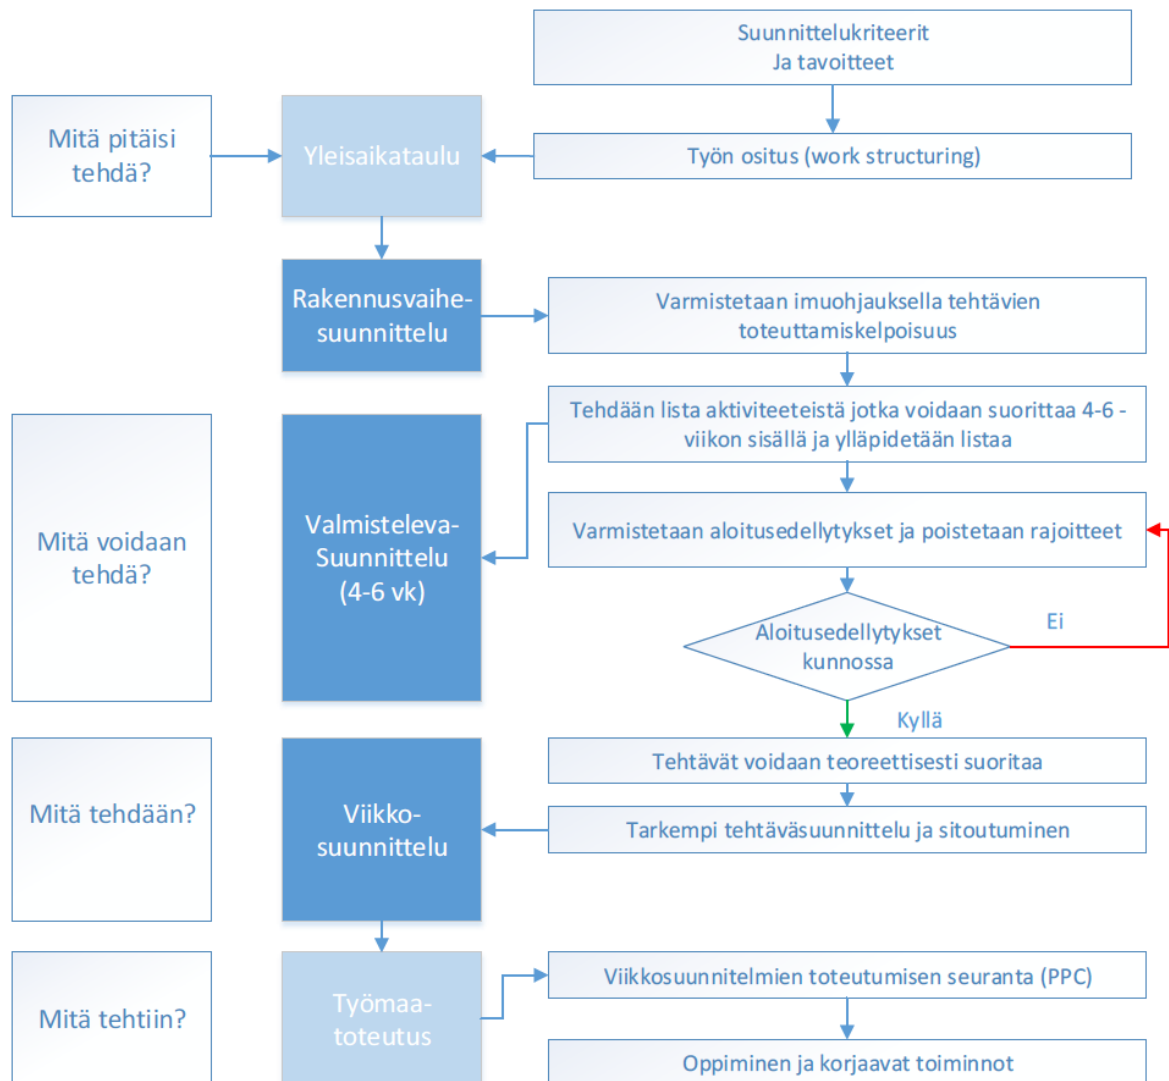 Suunnittelukriteerit
Ja tavoitteet
Mitä pitäisi
tehdä?
Yleisaikataulu
Työn ositus (work structuring)
Rakennusvaihe-
suunnittelu
Varmistetaan imuohjauksella tehtävien
toteuttamiskelpoisuus
Tehdään lista aktiviteeteistä jotka voidaan suorittaa 4-6 -
viikon sisällä ja ylläpidetään listaa
Mitä voidaan
tehdä?
Valmisteleva-
Suunnittelu
(4-6 vk)
Varmistetaan aloitusedellytykset ja poistetaan rajoitteet
Aloitusedellytykset
kunnossa
Ei
Kyllä
Tehtävät voidaan teoreettisesti suoritaa
Mitä tehdään?
Viikko-
suunnittelu
Tarkempi tehtäväsuunnittelu ja sitoutuminen
Mitä tehtiin?
Työmaa-
toteutus
Viikkosuunnitelmien toteutumisen seuranta (PPC)
Oppiminen ja korjaavat toiminnot